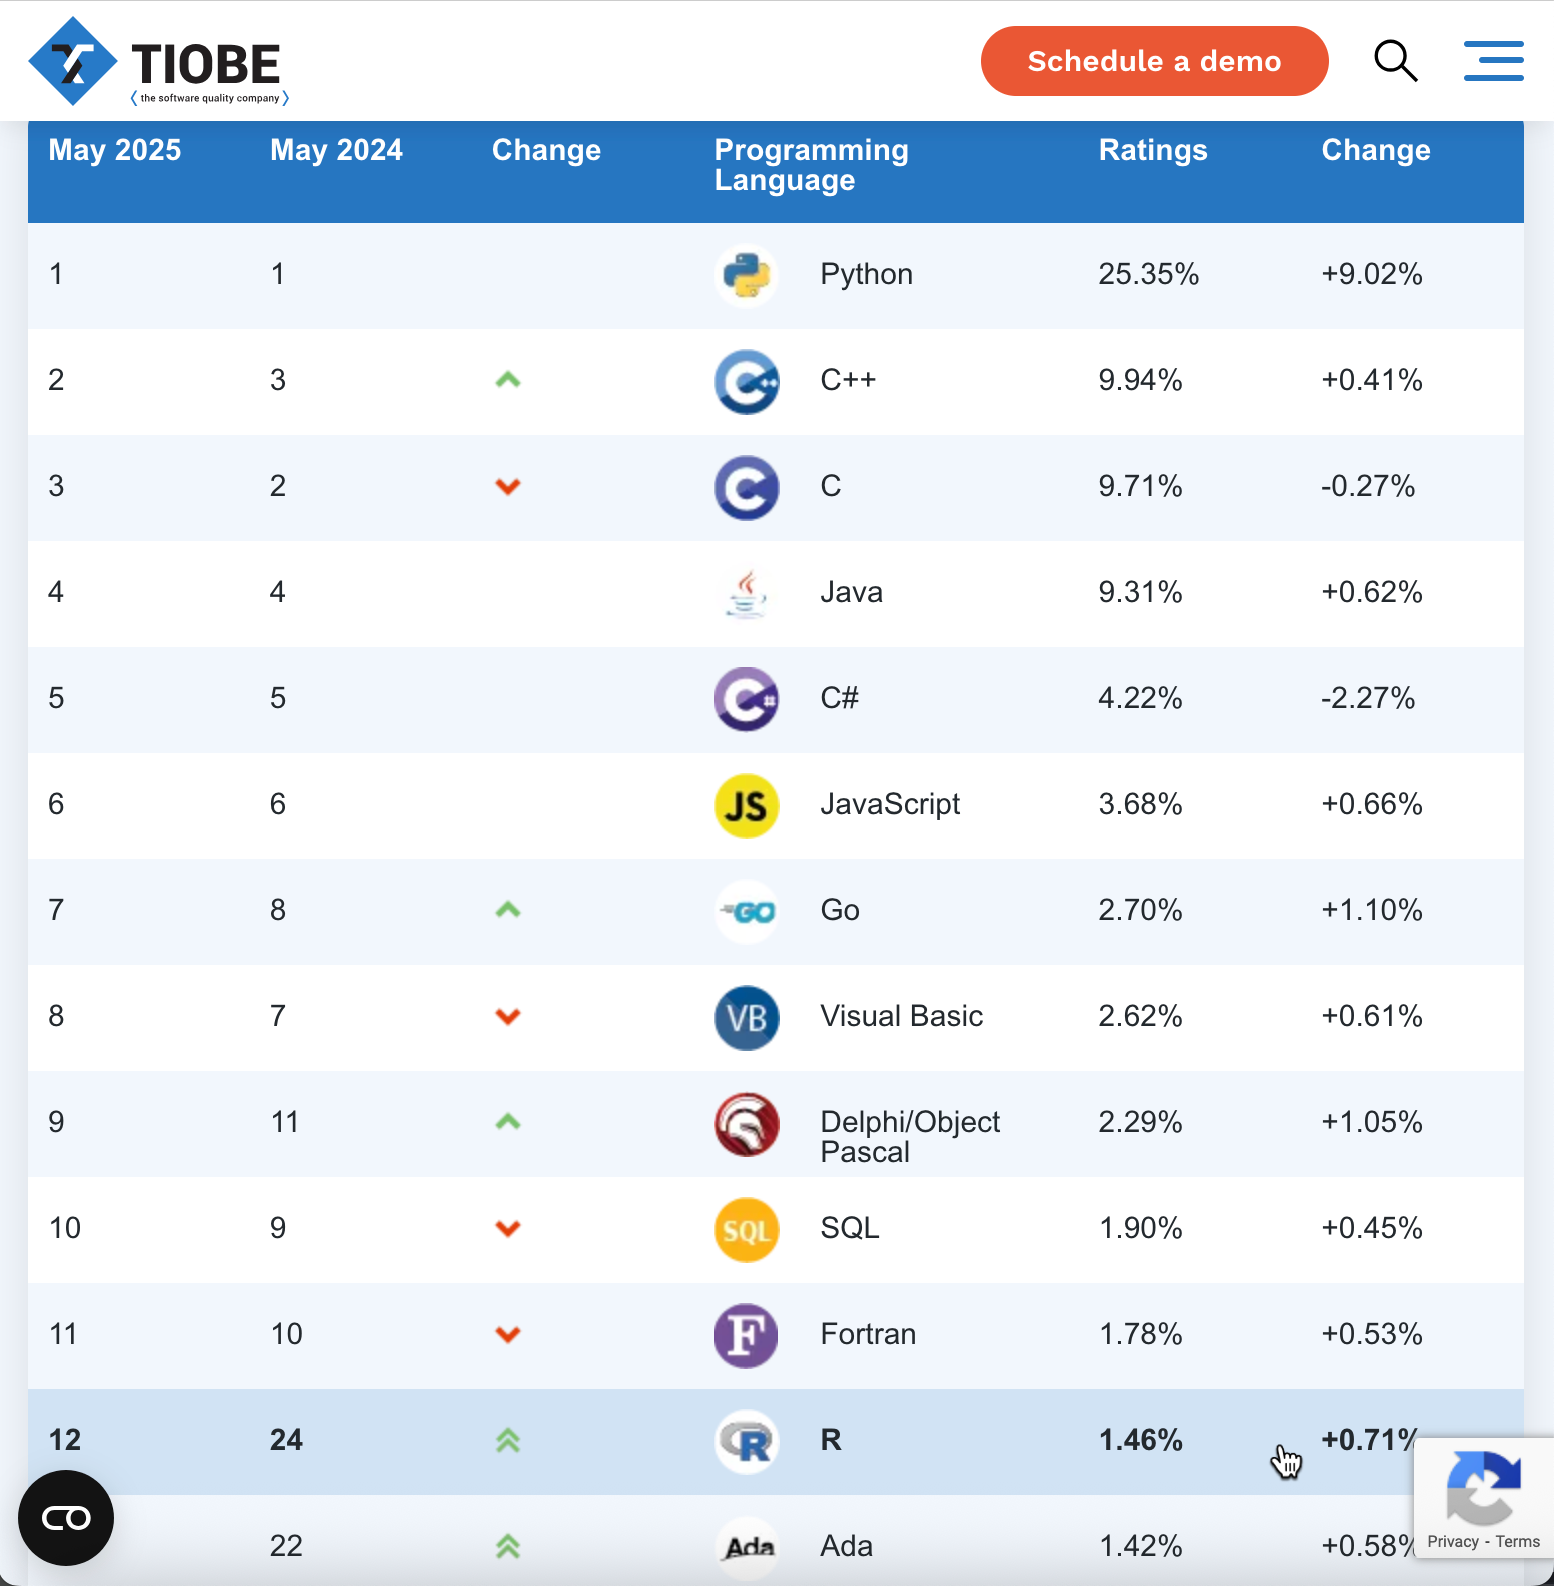 TIOBE
the software quality company
Schedule a demo
May 2025 May 2024 Change Programming Language Ratings Change
1 1 Python 25.35% +9.02%
2 3 C++ 9.94% +0.41%
3 2 C 9.71% -0.27%
4 4 Java 9.31% +0.62%
5 5 C# 4.22% -2.27%
6 6 JS JavaScript 3.68% +0.66%
7 8 GO Go 2.70% +1.10%
8 7 VB Visual Basic 2.62% +0.61%
9 11 Delphi/Object Pascal 2.29% +1.05%
10 9 SQL SQL 1.90% +0.45%
11 10 F Fortran 1.78% +0.53%
12 24 R R 1.46% +0.71%
22 Ada Ada 1.42% +0.58%
Privacy - Terms